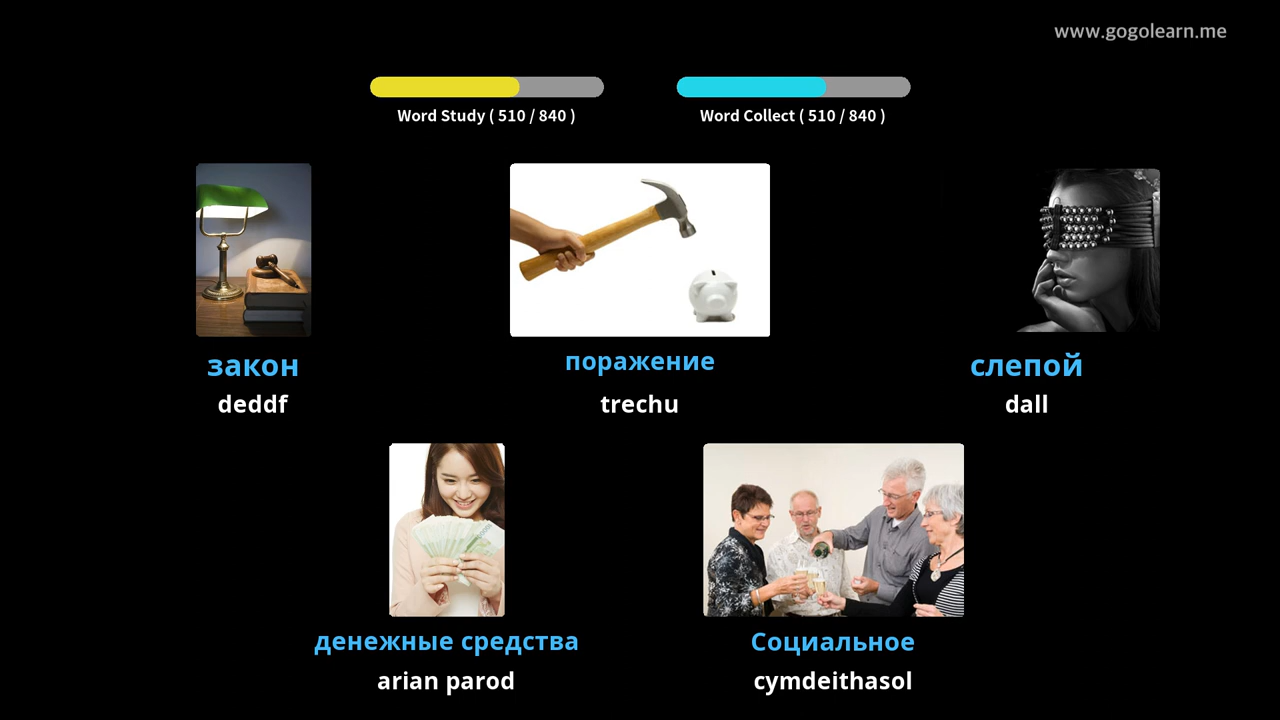 www.gogolearn.me
Word Study ( 510 / 840 )
Word Collect ( 510 / 840 )
закон
deddf
поражение
trechu
слепой
dall
денежные средства
arian parod
Социальное
cymdeithasol